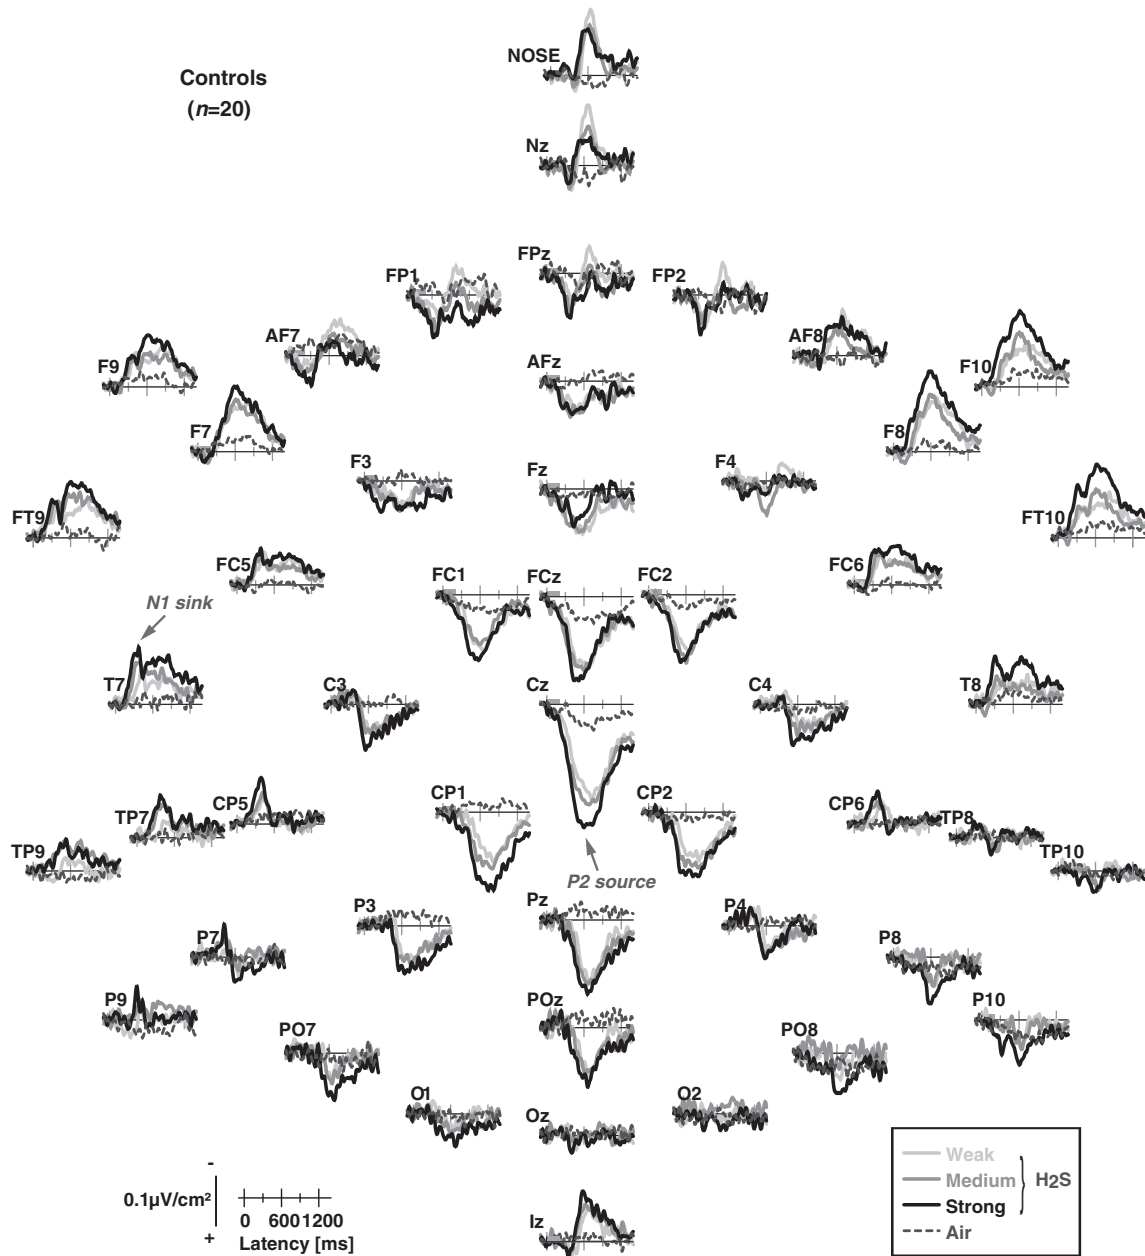 NOSE
Controls
(n=20)
Nz
FPz
FP1
FP2
AF7
AF8
F9
AFz
F10
F7
F8
F3
Fz
F4
FT9
FT10
FC5
FC1
FCz
FC2
FC6
N1 sink
T7
C3
Cz
C4
T8
TP7
CP5
CP1
CP2
CP6
TP8
TP9
TP10
P2 source
P3
Pz
P4
P7
P8
P9
POz
P10
PO7
PO8
O1
Oz
O2
-
0.1µV/cm²
+
0 600 1200
Latency [ms]
Iz
Weak
Medium
Strong
Air
H2S